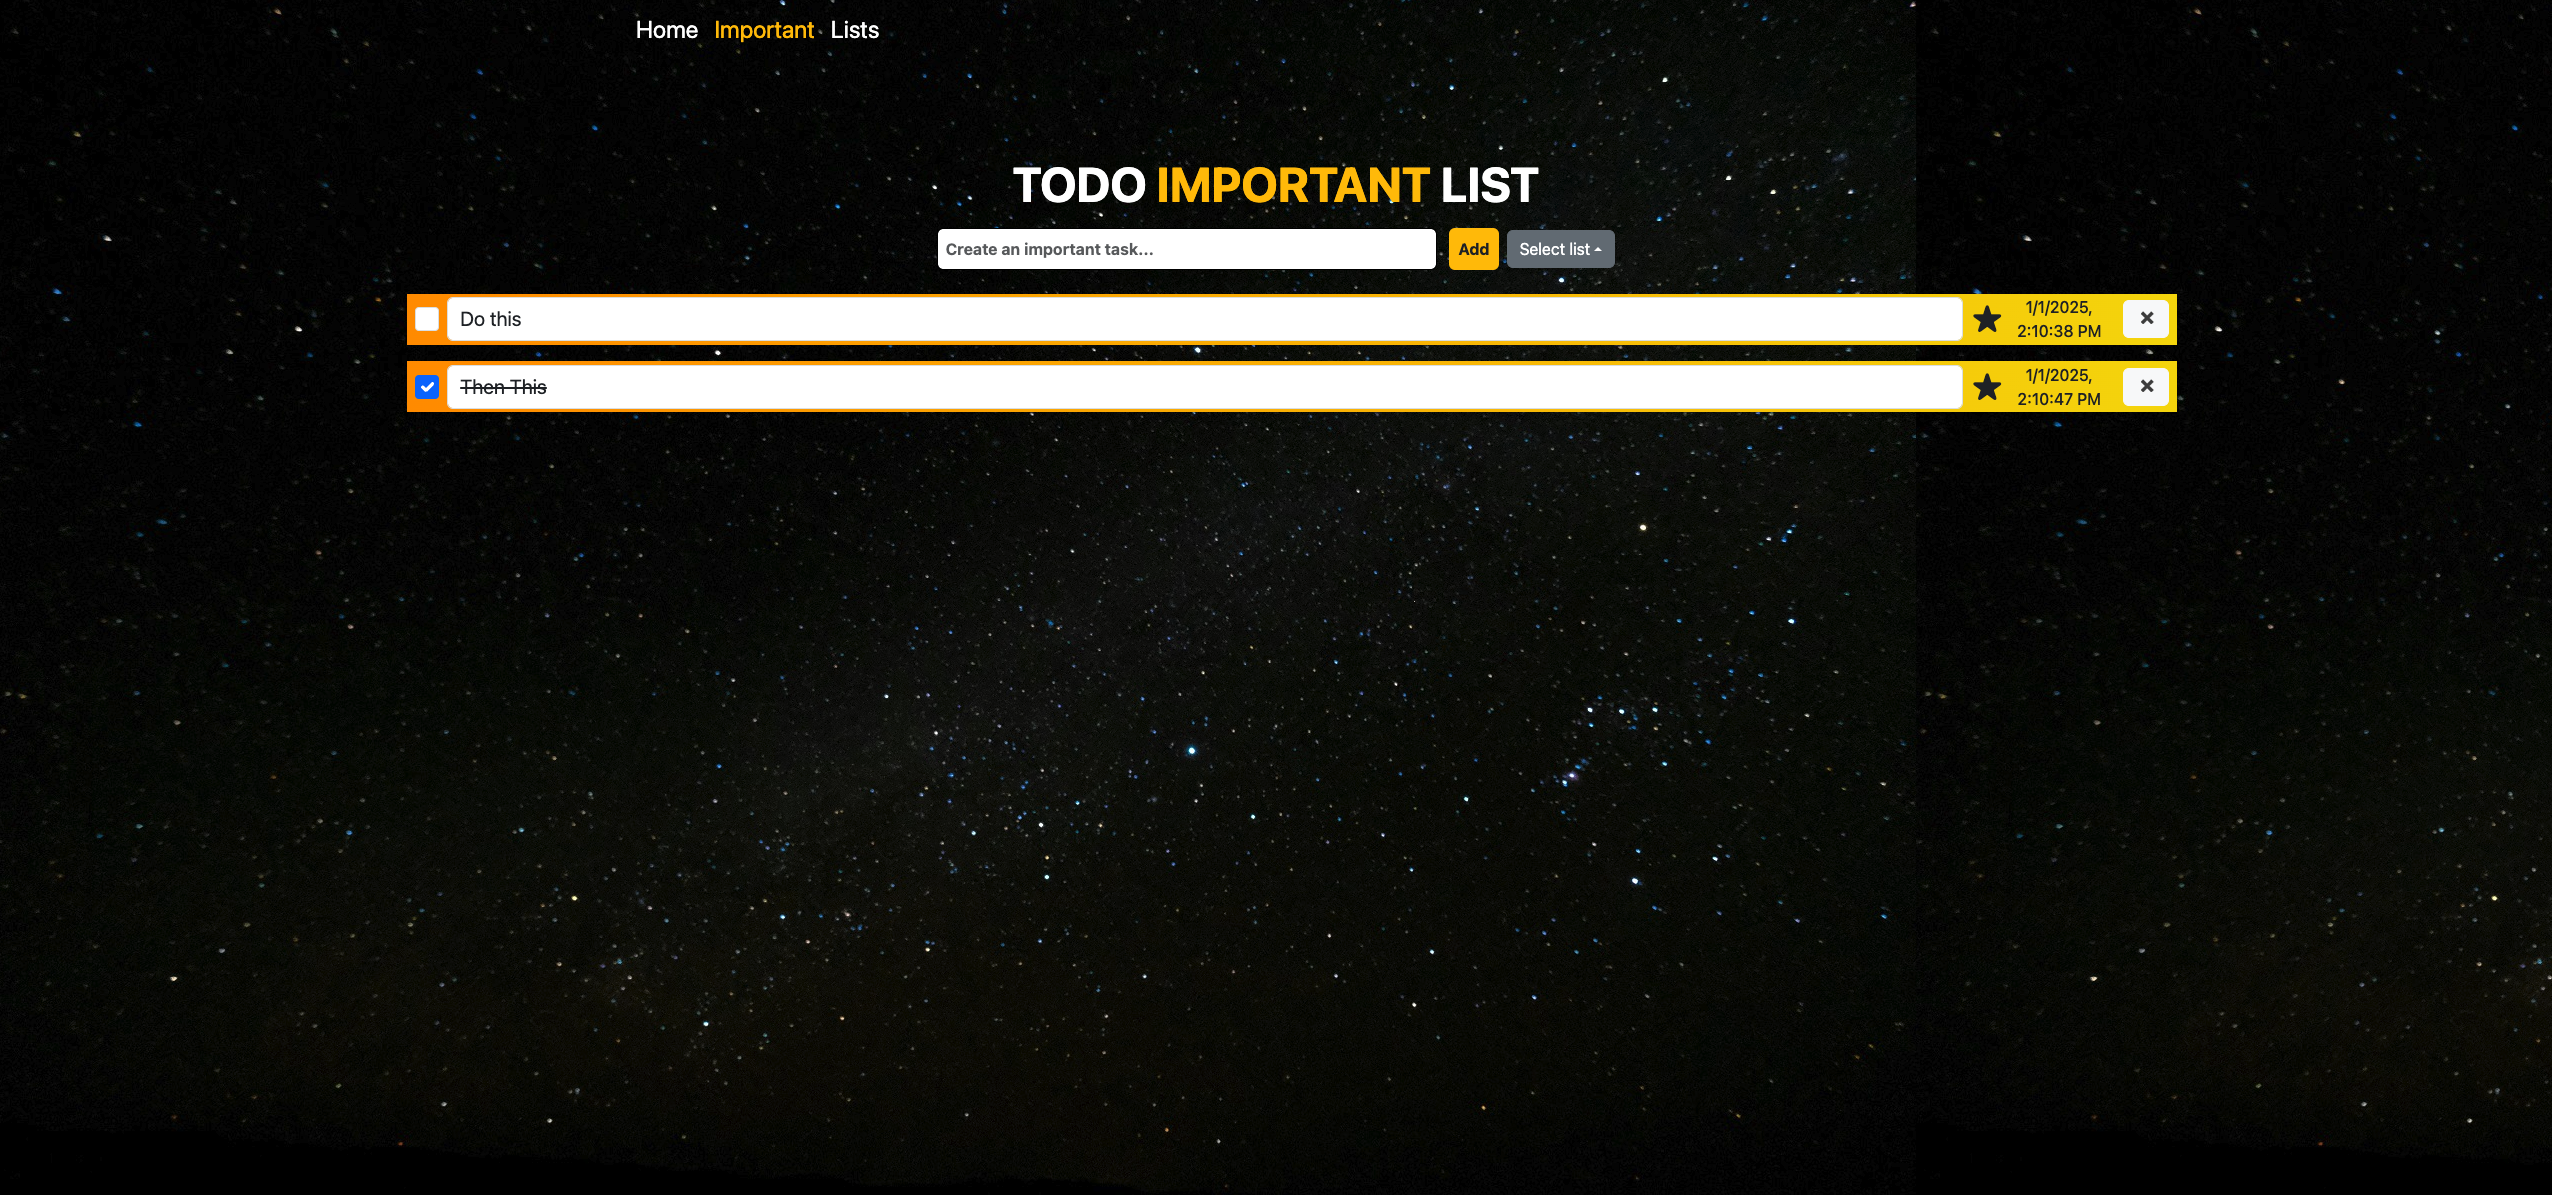 Home Important Lists
TODO IMPORTANT LIST
Create an important task... Add Select list
Do this 1/1/2025,
2:10:38 PM
Then This 1/1/2025,
2:10:47 PM